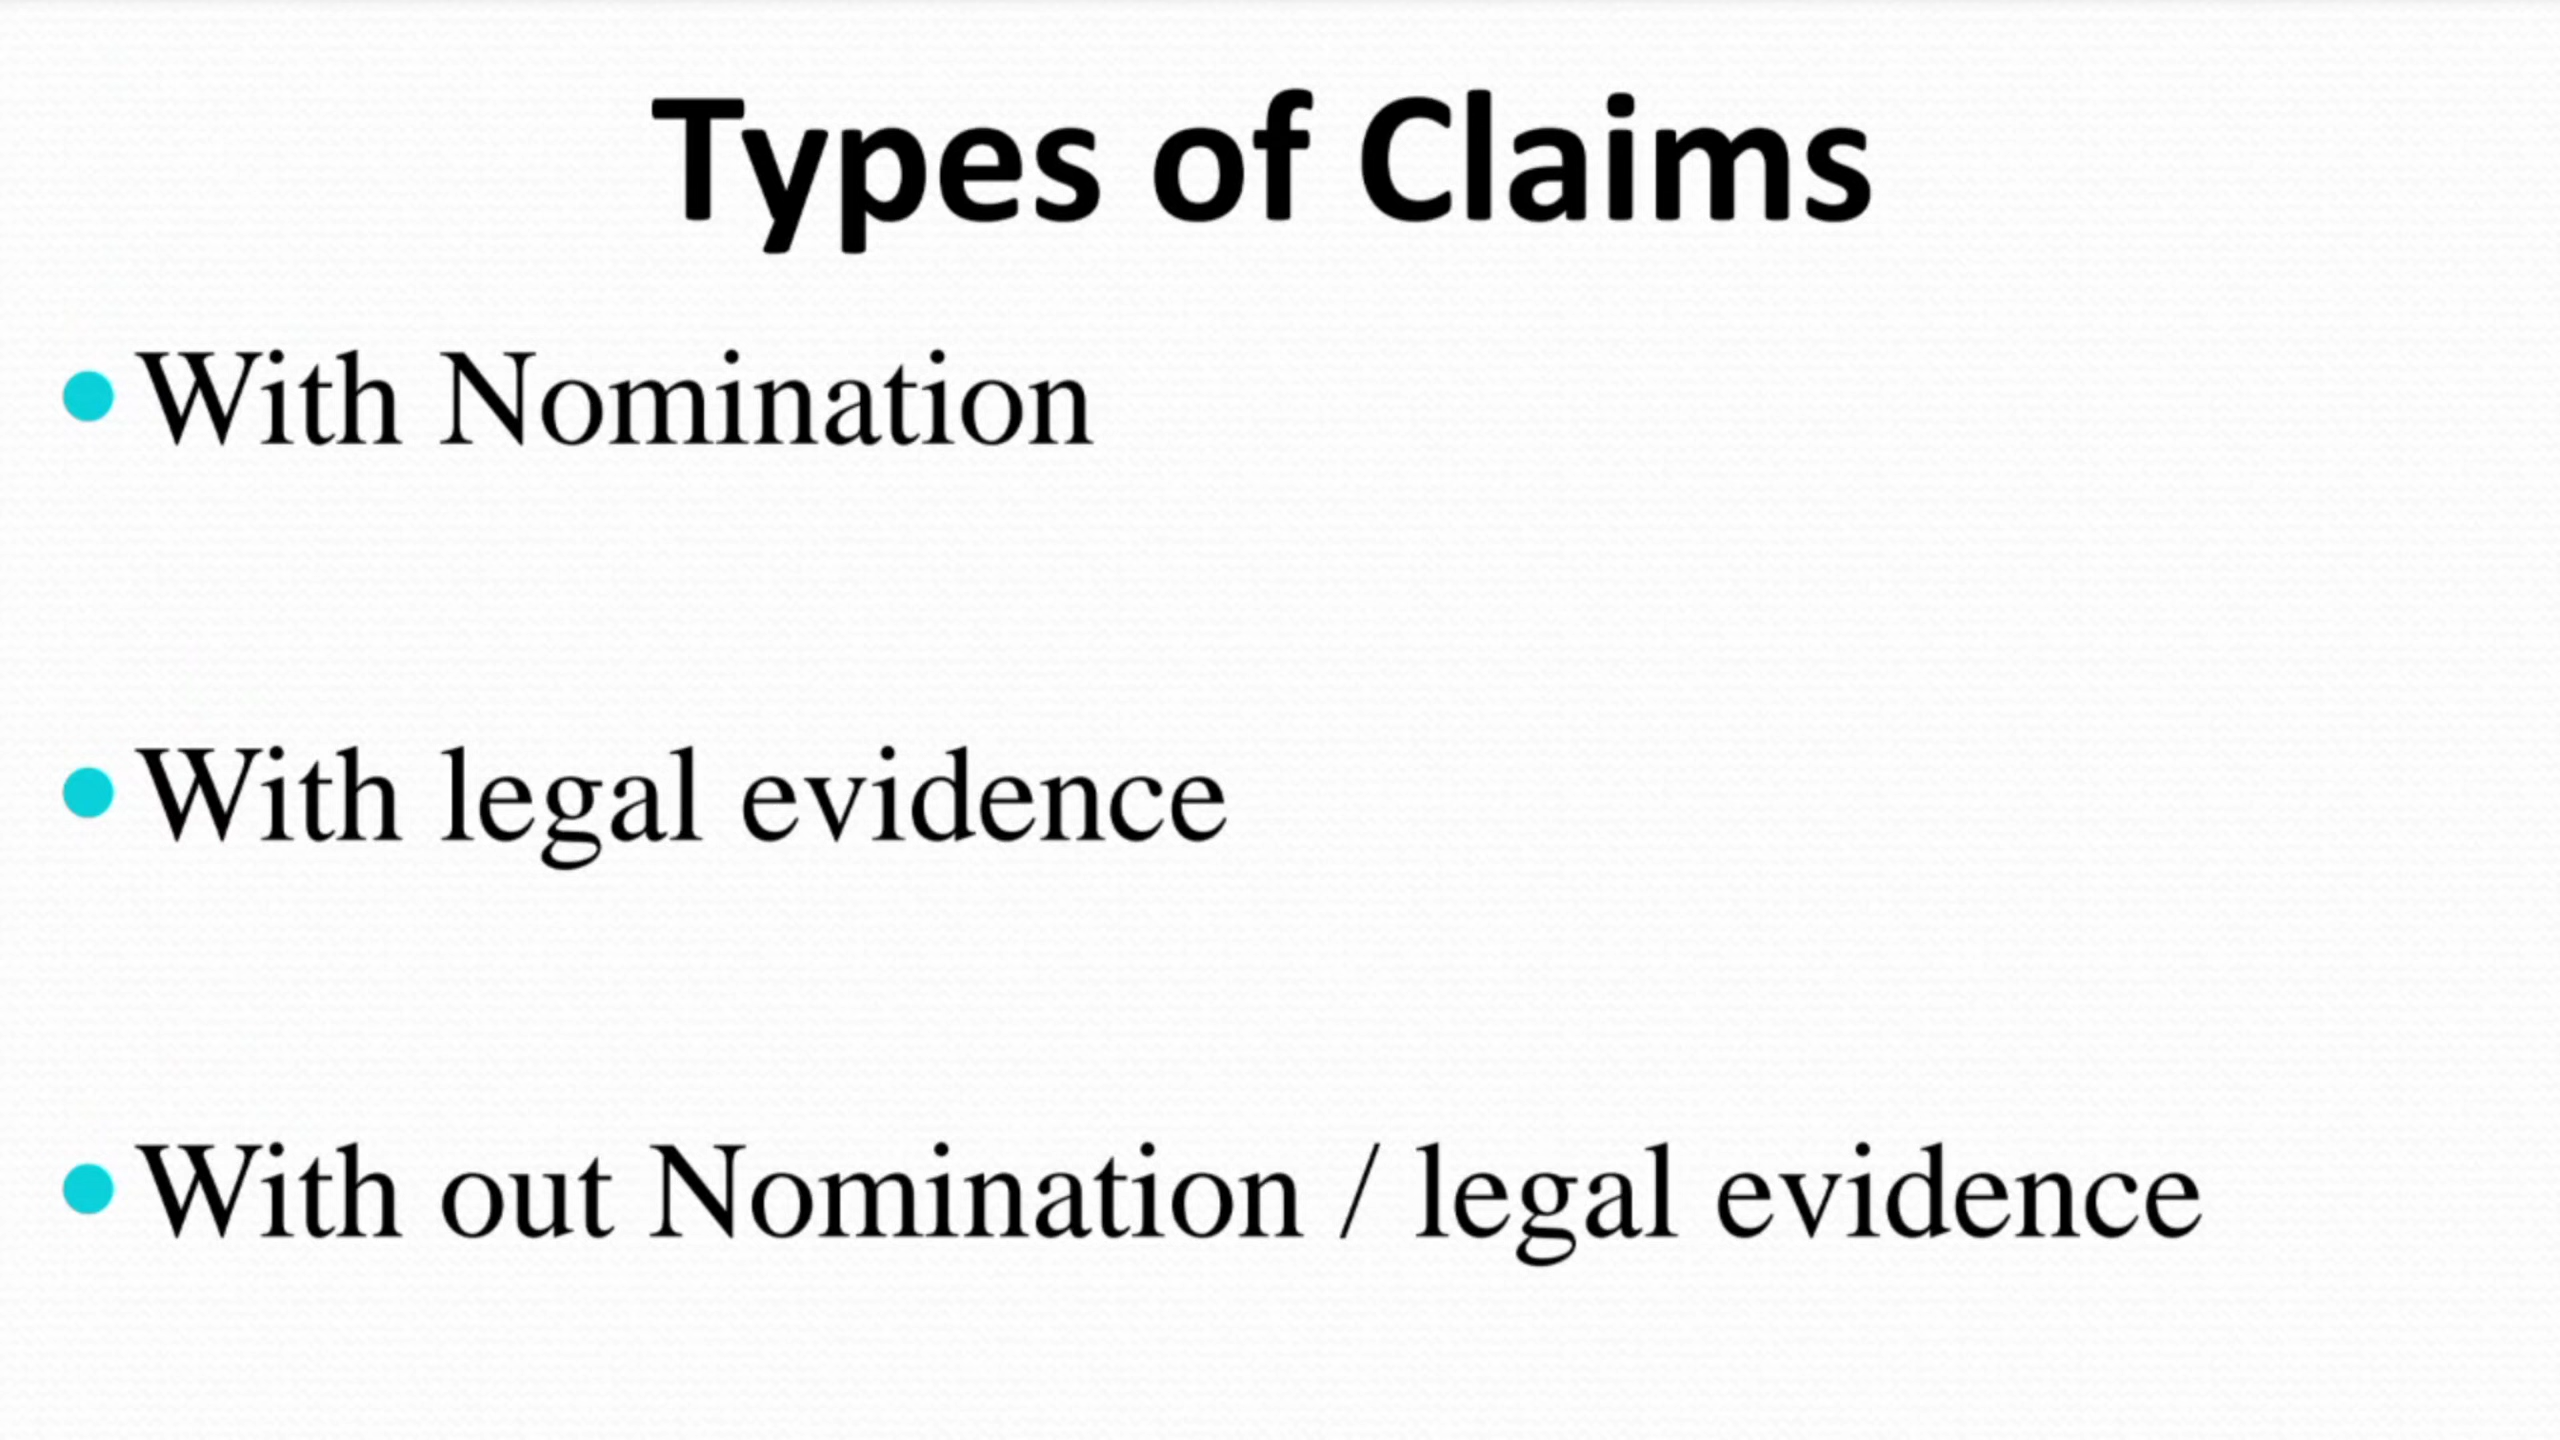 Types of Claims
• With Nomination
• With legal evidence
• With out Nomination / legal evidence